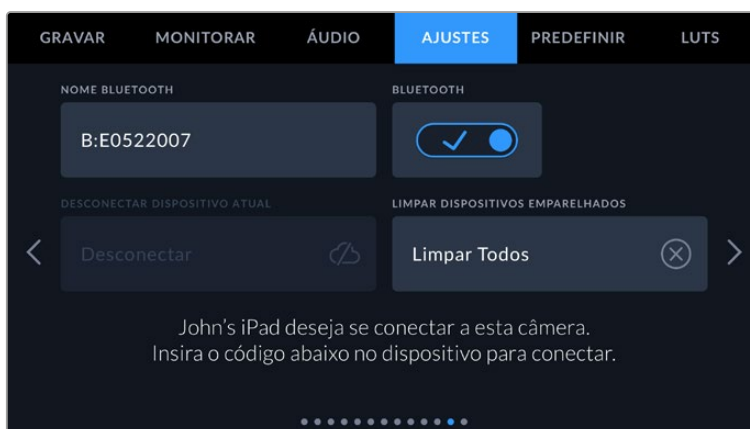 GRAVAR MONITORAR ÁUDIO AJUSTES PREDEFINIR LUTS
NOME BLUETOOTH BLUETOOTH
B:E0522007
DESCONECTAR DISPOSITIVO ATUAL LIMPAR DISPOSITIVOS EMPARELHADOS
Desconectar Limpar Todos
John’s iPad deseja se conectar a esta câmera.
Insira o código abaixo no dispositivo para conectar.